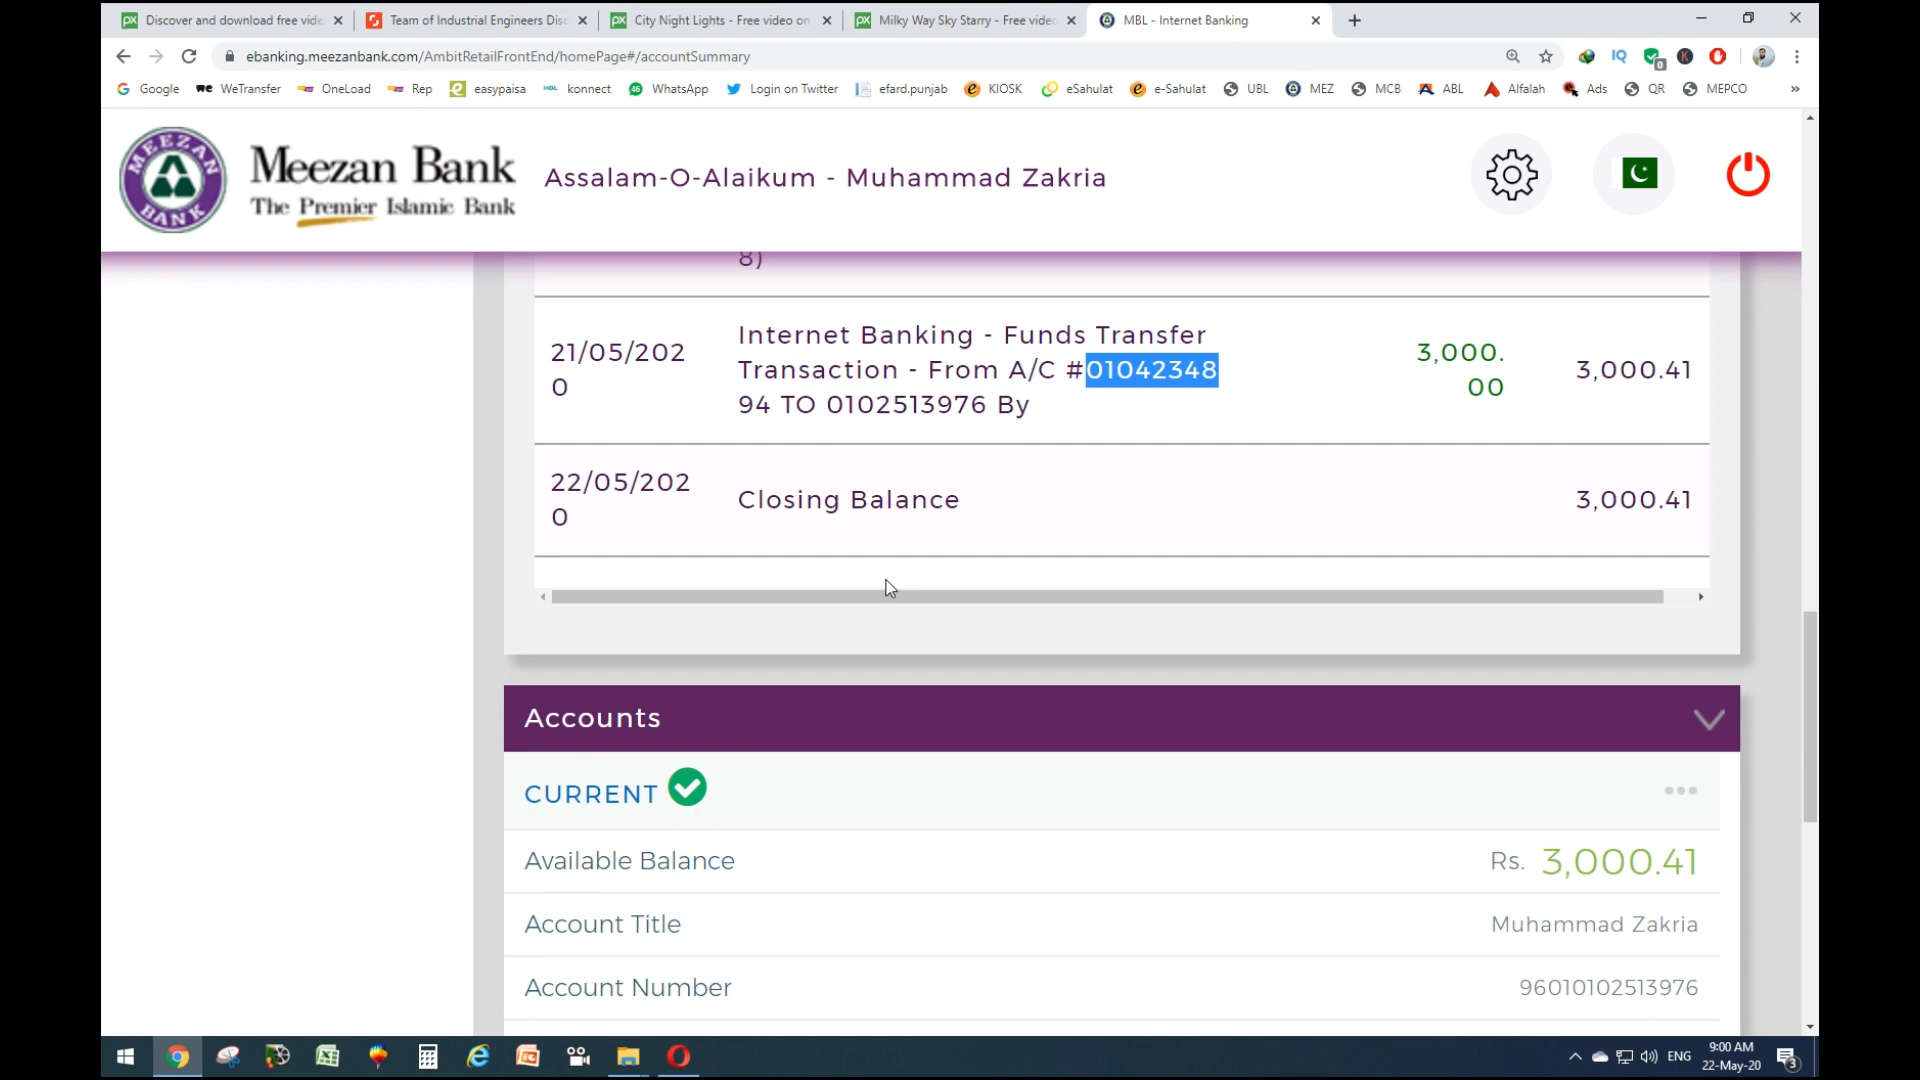 Discover and download free vide
Team of Industrial Engineers Disc
City Night Lights - Free video on
Milky Way Sky Starry - Free video
MBL - Internet Banking
ebanking.meezanbank.com/AmbitRetailFrontEnd/homePage#/accountSummary
Google WeTransfer OneLoad Rep easypaisa konnect WhatsApp Login on Twitter efard.punjab KIOSK eSahulat e-Sahulat UBL MEZ MCB ABL Alfalah Ads QR MEPCO »
MEEZAN BANK
Meezan Bank
The Premier Islamic Bank
Assalam-O-Alaikum - Muhammad Zakria
8)
21/05/202
0
Internet Banking - Funds Transfer
Transaction - From A/C #01042348
94 TO 0102513976 By
3,000.
00
3,000.41
22/05/202
0
Closing Balance
3,000.41
Accounts
CURRENT
Available Balance Rs. 3,000.41
Account Title Muhammad Zakria
Account Number 96010102513976
ENG
9:00 AM
22-May-20
3